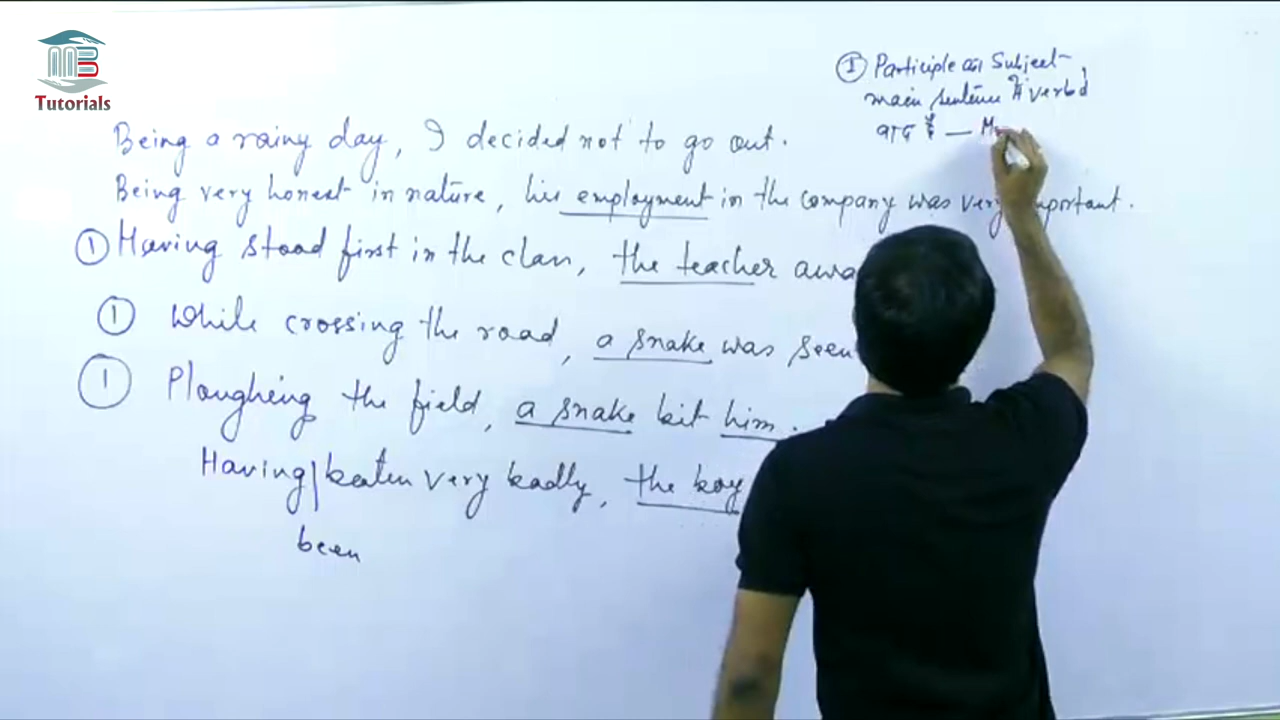 MB
Tutorials
① Participle का Subject
main sentence में verb के
पास है — M
Being a rainy day, I decided not to go out.
Being very honest in nature, his employment in the company was very important.
① Having stood first in the class, the teacher awa
① While crossing the road, a snake was seen
① Ploughing the field, a snake bit him.
Having | beaten very badly, the boy
been